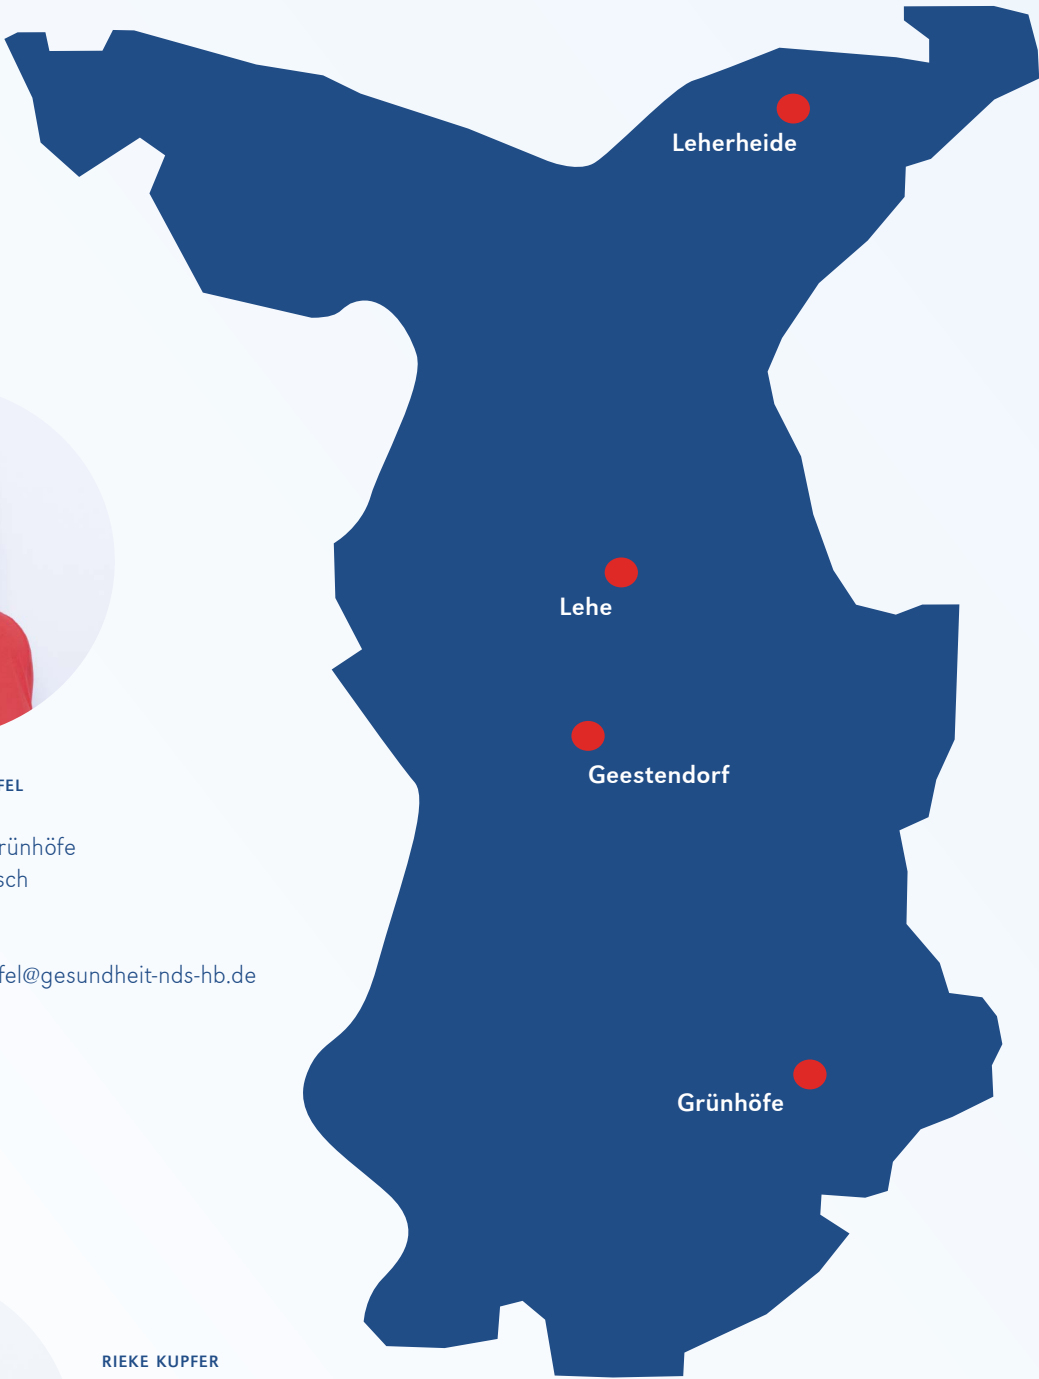 Leherheide
Lehe
Geestendorf
FEL
rünhöfe
sch
fel@gesundheit-nds-hb.de
Grünhöfe
RIEKE KUPFER